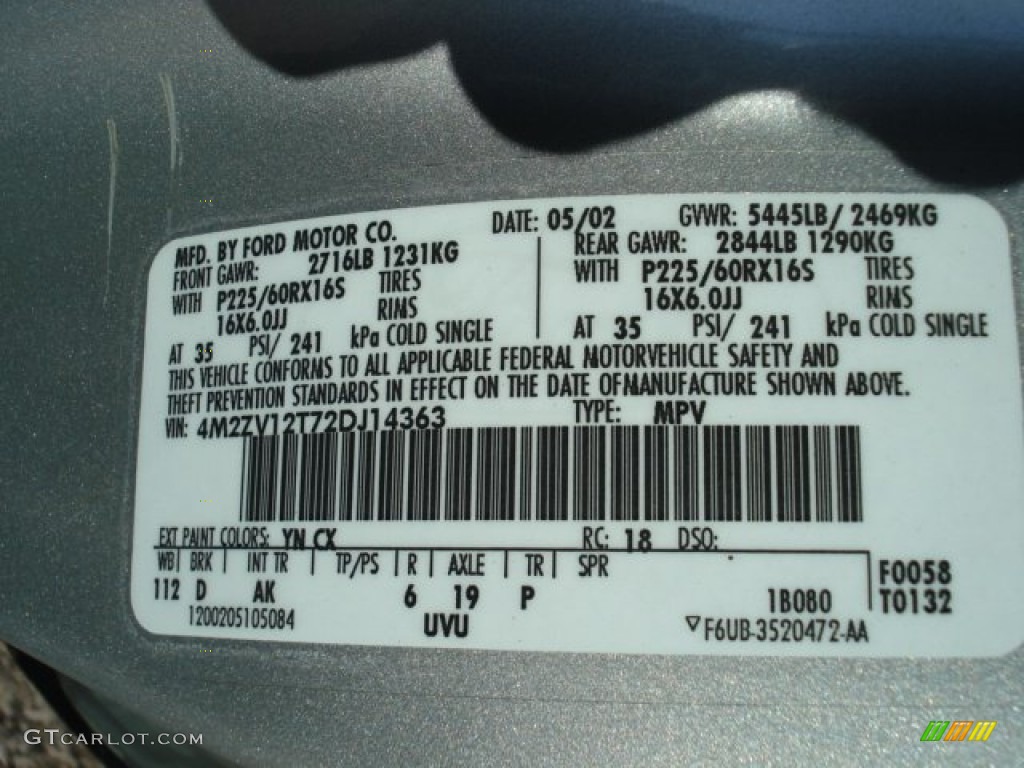 MFD. BY FORD MOTOR CO. DATE: 05/02 GVWR: 5445LB/ 2469KG
FRONT GAWR: 2716LB 1231KG REAR GAWR: 2844LB 1290KG
WITH P225/60RX16S TIRES WITH P225/60RX16S TIRES
16X6.0JJ RIMS 16X6.0JJ RIMS
AT 35 PSI/ 241 kPa COLD SINGLE AT 35 PSI/ 241 kPa COLD SINGLE
THIS VEHICLE CONFORMS TO ALL APPLICABLE FEDERAL MOTORVEHICLE SAFETY AND
THEFT PREVENTION STANDARDS IN EFFECT ON THE DATE OFMANUFACTURE SHOWN ABOVE.
VIN: 4M2ZV12T72DJ14363 TYPE: MPV
EXT PAINT COLORS: YN CX RC: 18 DSO:
WB BRK INT TR TP/PS R AXLE TR SPR F0058
112 D AK 6 19 P 1B080 T0132
1200205105084 UVU F6UB-3520472-AA
GTCARLOT.COM